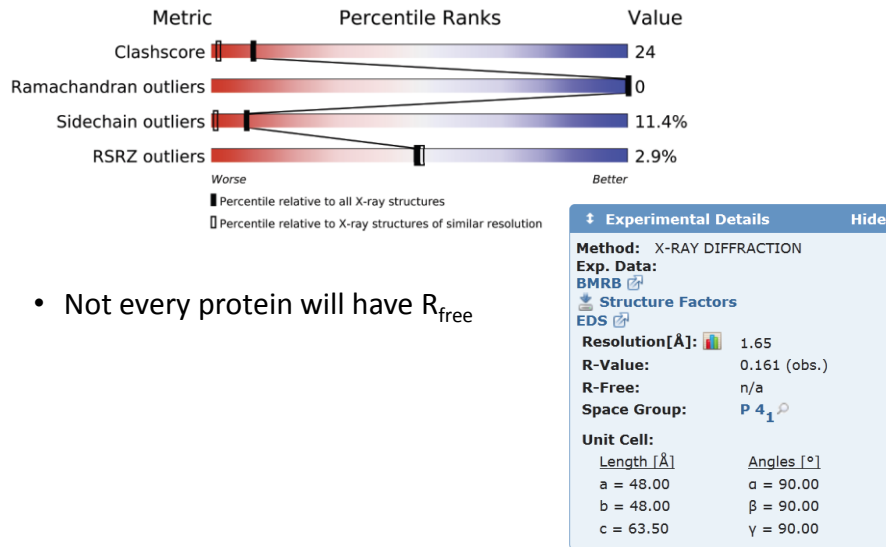 Metric Percentile Ranks Value
Clashscore 24
Ramachandran outliers 0
Sidechain outliers 11.4%
RSRZ outliers 2.9%
Worse Better
Percentile relative to all X-ray structures
Percentile relative to X-ray structures of similar resolution
• Not every protein will have Rfree
Experimental Details Hide
Method: X-RAY DIFFRACTION
Exp. Data:
BMRB
Structure Factors
EDS
Resolution[Å]: 1.65
R-Value: 0.161 (obs.)
R-Free: n/a
Space Group: P 41
Unit Cell:
Length [Å] Angles [°]
a = 48.00 α = 90.00
b = 48.00 β = 90.00
c = 63.50 γ = 90.00